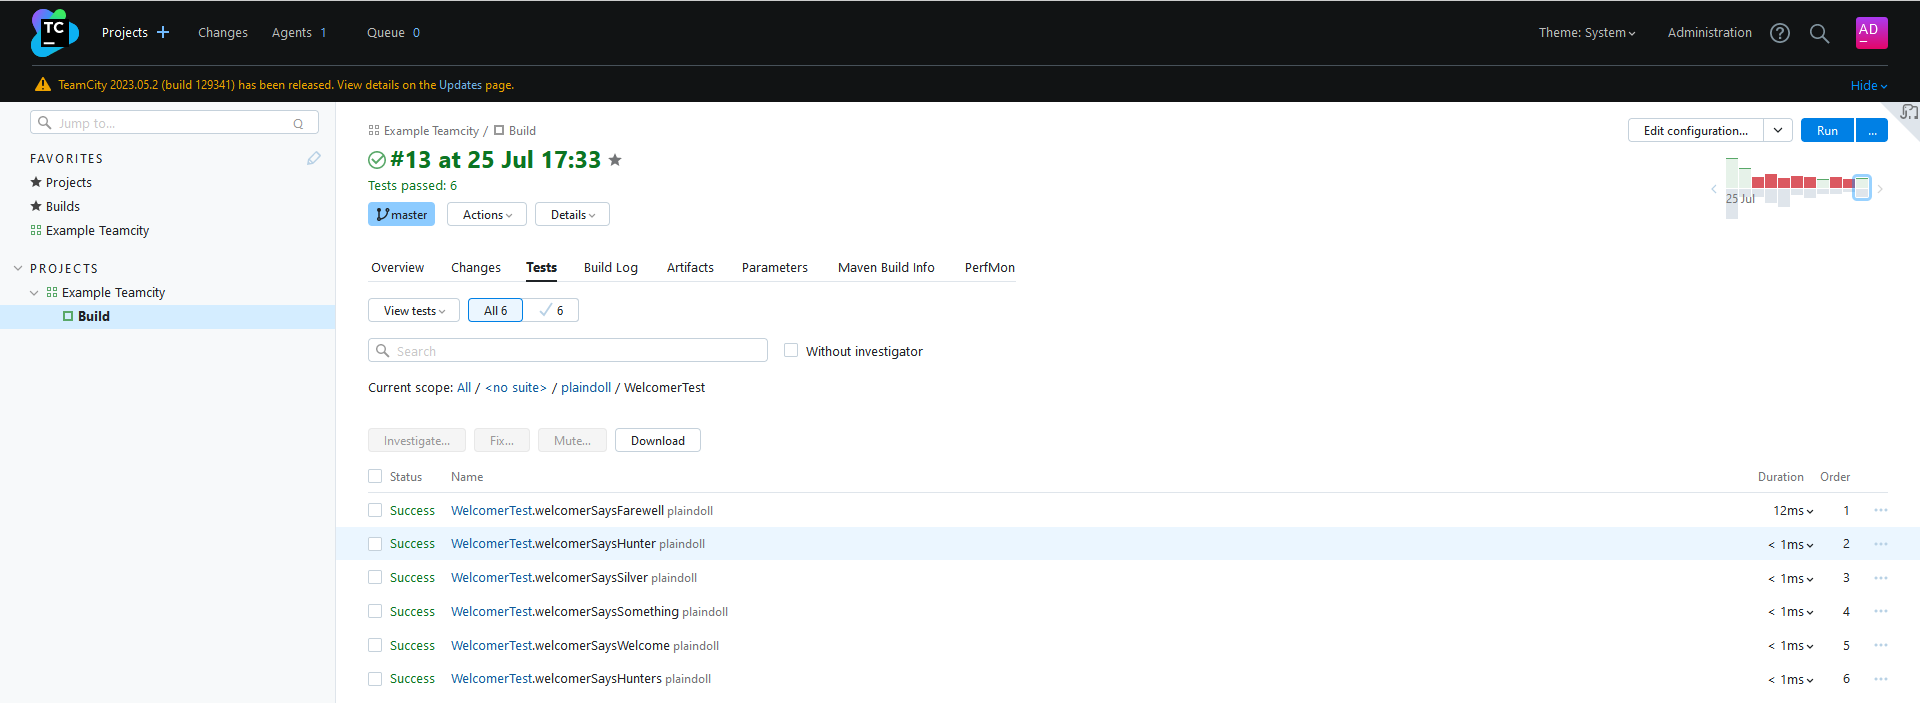 TC
Projects Changes Agents 1 Queue 0 Theme: System Administration AD
TeamCity 2023.05.2 (build 129341) has been released. View details on the Updates page. Hide
Jump to... Q
FAVORITES
Projects
Builds
Example Teamcity
PROJECTS
Example Teamcity
Build
Example Teamcity / Build
Edit configuration... Run ...
#13 at 25 Jul 17:33
Tests passed: 6
25 Jul
master Actions Details
Overview Changes Tests Build Log Artifacts Parameters Maven Build Info PerfMon
View tests All 6 6
Search Without investigator
Current scope: All / <no suite> / plaindoll / WelcomerTest
Investigate... Fix... Mute... Download
Status Name Duration Order
Success WelcomerTest.welcomerSaysFarewell plaindoll 12ms 1
Success WelcomerTest.welcomerSaysHunter plaindoll < 1ms 2
Success WelcomerTest.welcomerSaysSilver plaindoll < 1ms 3
Success WelcomerTest.welcomerSaysSomething plaindoll < 1ms 4
Success WelcomerTest.welcomerSaysWelcome plaindoll < 1ms 5
Success WelcomerTest.welcomerSaysHunters plaindoll < 1ms 6